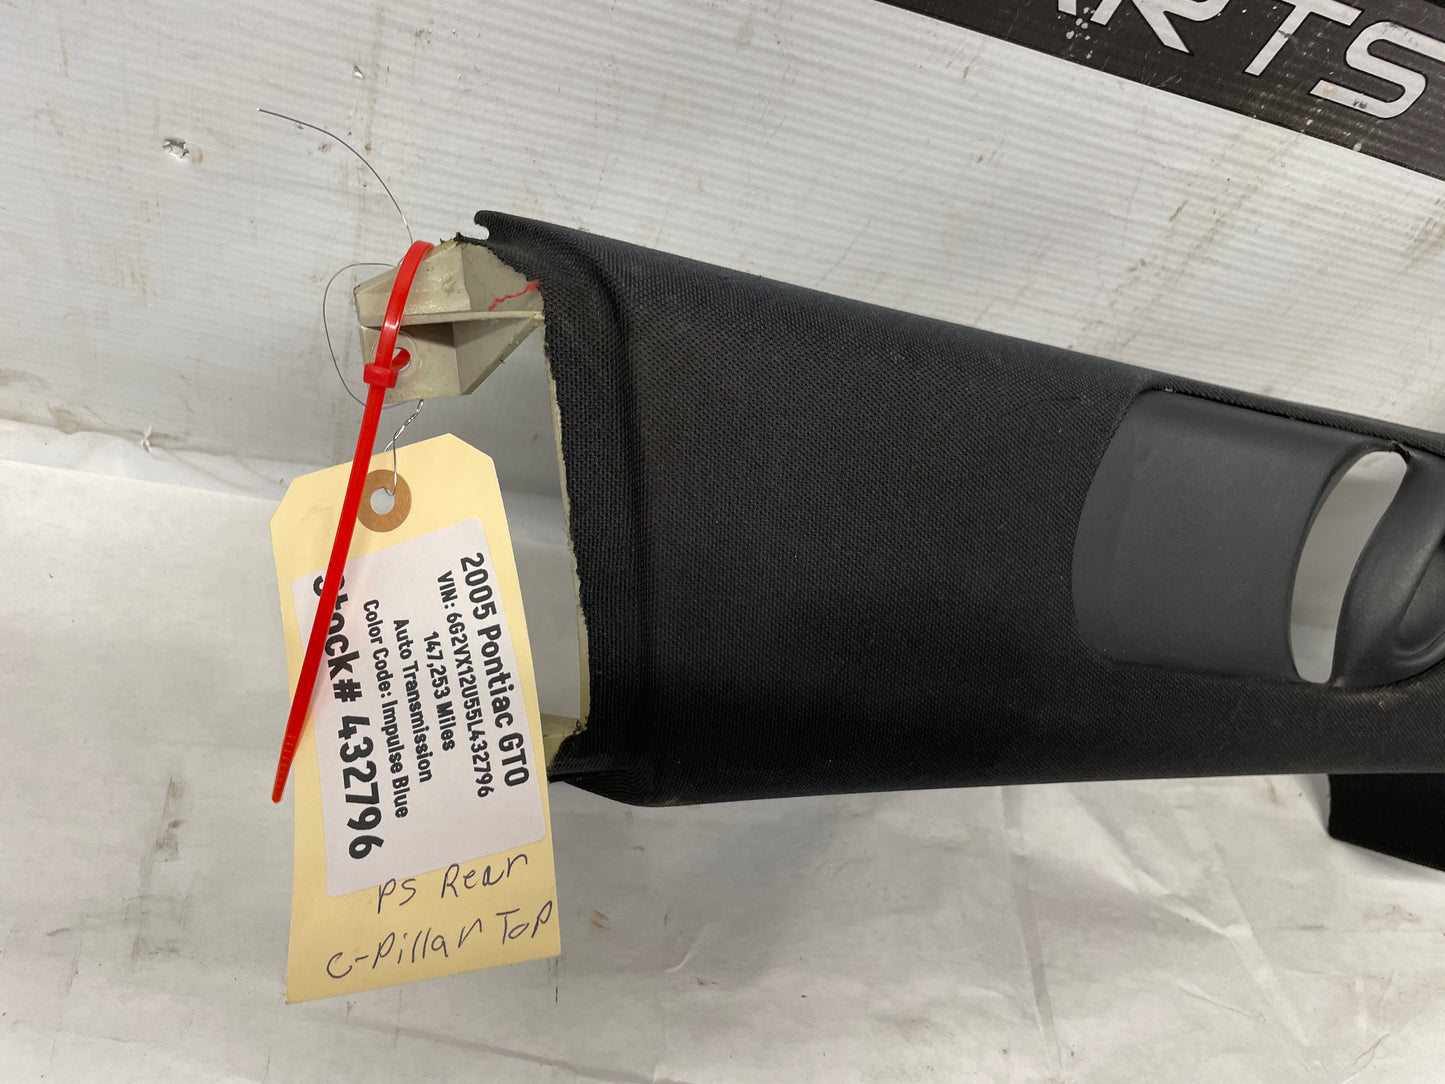 ARTS
2005 Pontiac GTO
VIN: 6G2VX12U55L432796
147,253 Miles
Auto Transmission
Color Code: Impulse Blue
Stock# 432796
PS Rear
C-Pillar Top